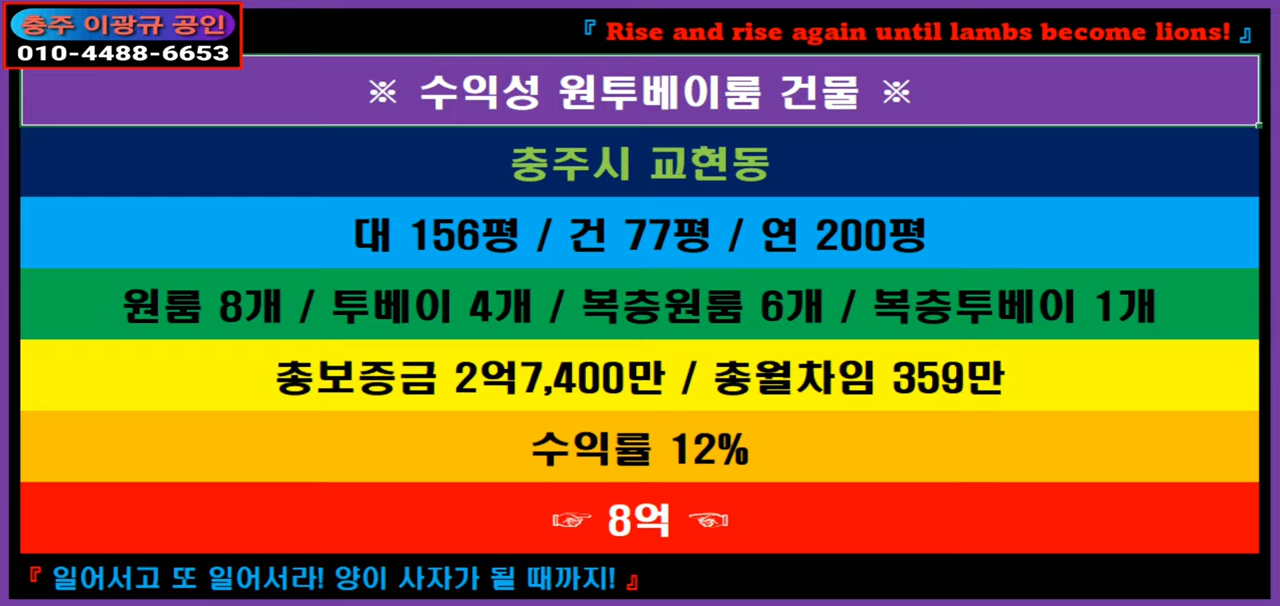 충주 이광규 공인
010-4488-6653
『 Rise and rise again until lambs become lions! 』
※ 수익성 원투베이룸 건물 ※
충주시 교현동
대 156평 / 건 77평 / 연 200평
원룸 8개 / 투베이 4개 / 복층원룸 6개 / 복층투베이 1개
총보증금 2억7,400만 / 총월차임 359만
수익률 12%
☞ 8억 ☜
『 일어서고 또 일어서라! 양이 사자가 될 때까지! 』